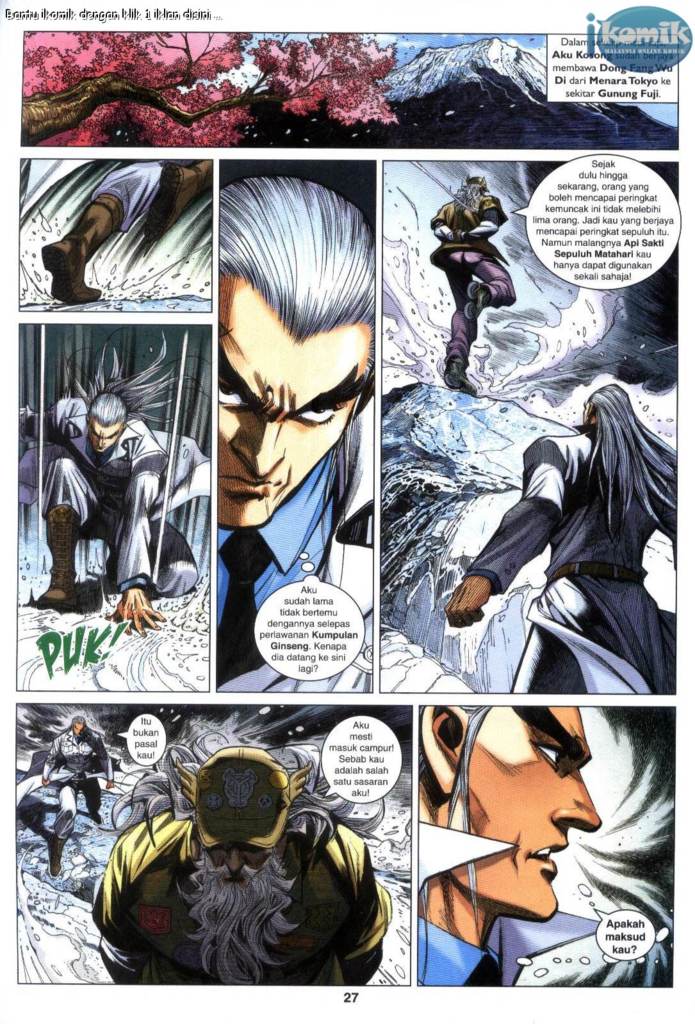 Bantu ikomik dengan klik 1 iklan disini ...
ikomik
MALAYSIA ONLINE KOMIK
Dalam
Aku Kosong sudah berjaya
membawa Dong Fang Wu
Di dari Menara Tokyo ke
sekitar Gunung Fuji.
Sejak
dulu hingga
sekarang, orang yang
boleh mencapai peringkat
kemuncak ini tidak melebihi
lima orang. Jadi kau yang berjaya
mencapai peringkat sepuluh itu.
Namun malangnya Api Sakti
Sepuluh Matahari kau
hanya dapat digunakan
sekali sahaja!
PUK!
Aku
sudah lama
tidak bertemu
dengannya selepas
perlawanan Kumpulan
Ginseng. Kenapa
dia datang ke sini
lagi?
Itu
bukan
pasal
kau!
Aku
mesti
masuk campur!
Sebab kau
adalah salah
satu sasaran
aku!
Apakah
maksud
kau?
27